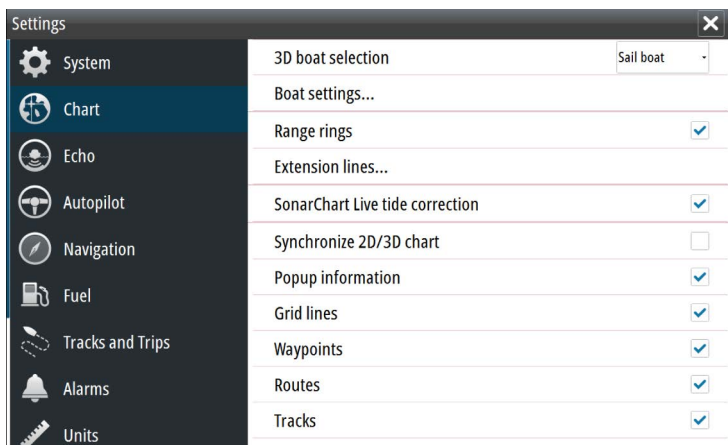 Settings
System
Chart
Echo
Autopilot
Navigation
Fuel
Tracks and Trips
Alarms
Units
3D boat selection
Sail boat
Boat settings...
Range rings
Extension lines...
SonarChart Live tide correction
Synchronize 2D/3D chart
Popup information
Grid lines
Waypoints
Routes
Tracks